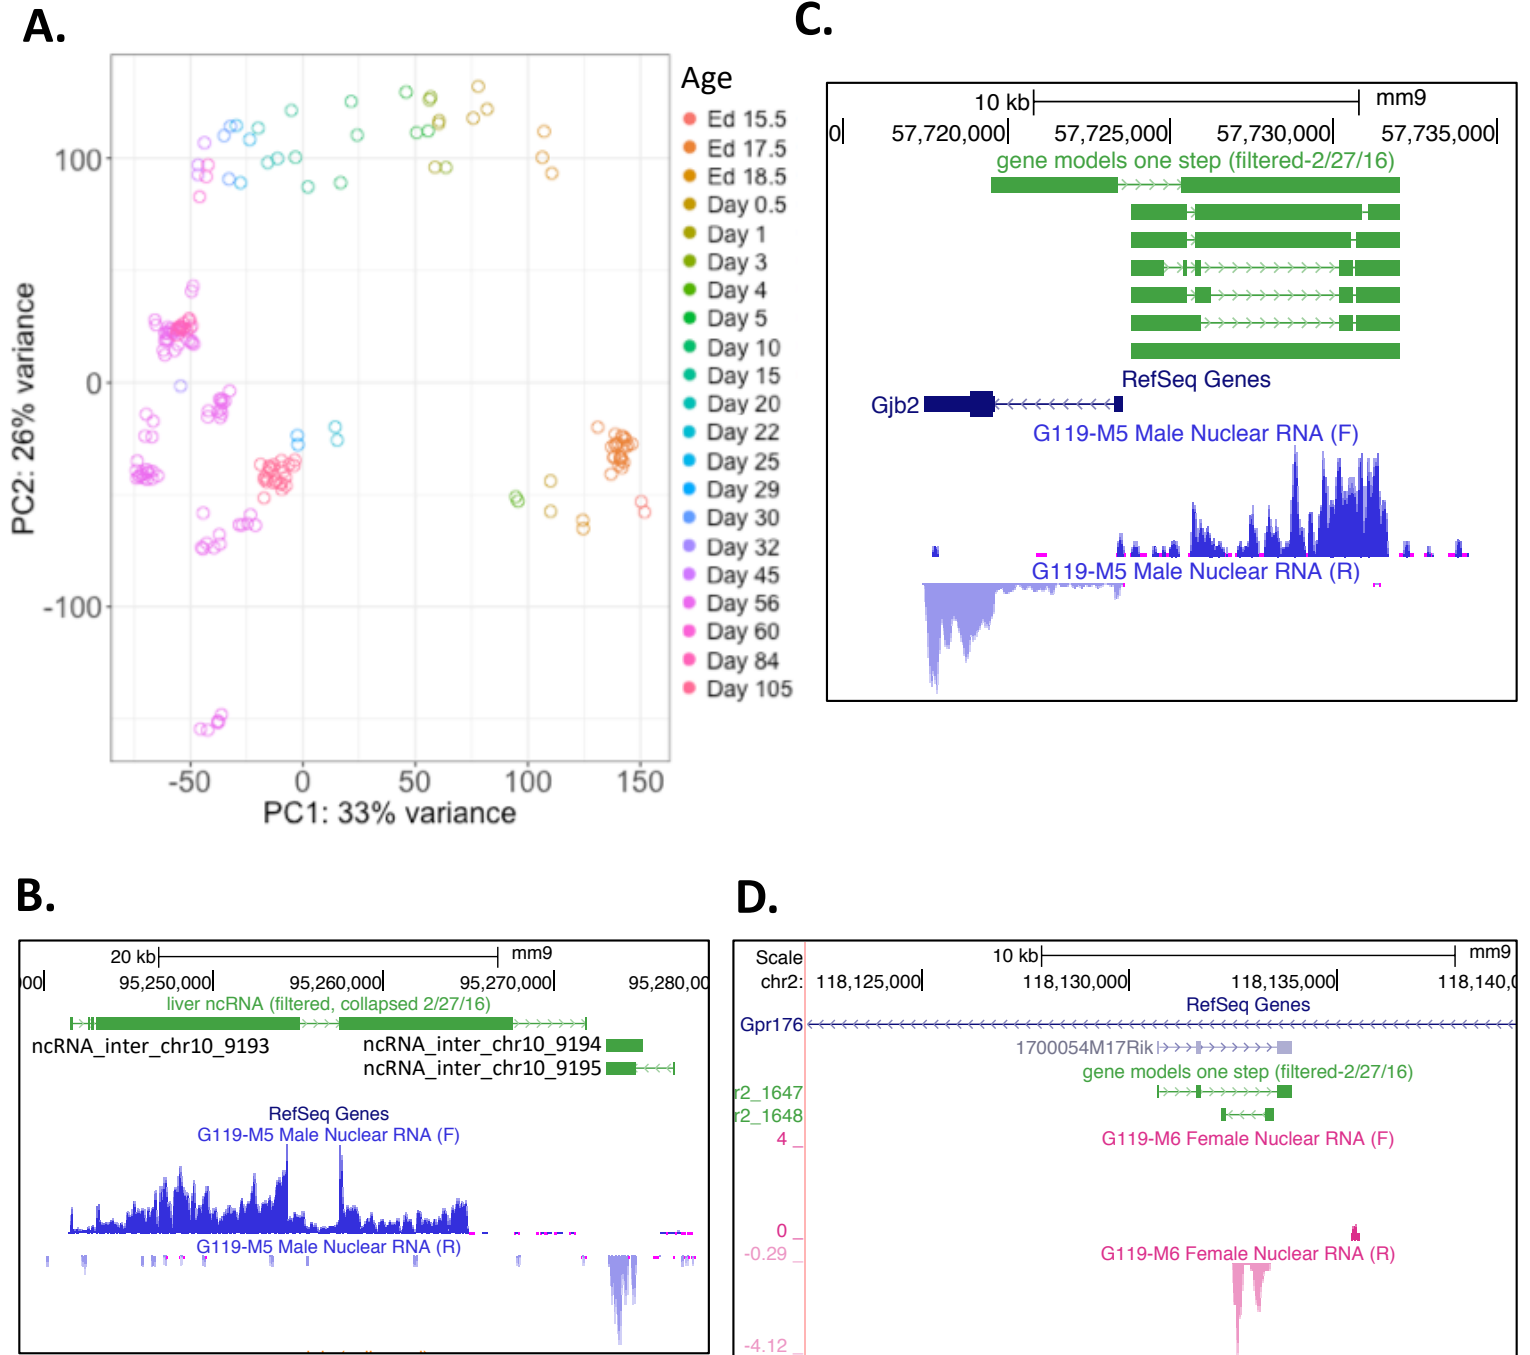 A.
100
0
-100
PC2: 26% variance
-50
0
50
100
150
PC1: 33% variance
Age
Ed 15.5
Ed 17.5
Ed 18.5
Day 0.5
Day 1
Day 3
Day 4
Day 5
Day 10
Day 15
Day 20
Day 22
Day 25
Day 29
Day 30
Day 32
Day 45
Day 56
Day 60
Day 84
Day 105
C.
10 kb mm9
0 57,720,000 57,725,000 57,730,000 57,735,000
gene models one step (filtered-2/27/16)
RefSeq Genes
Gjb2
G119-M5 Male Nuclear RNA (F)
G119-M5 Male Nuclear RNA (R)
B.
20 kb mm9
00 95,250,000 95,260,000 95,270,000 95,280,00
liver ncRNA (filtered, collapsed 2/27/16)
ncRNA_inter_chr10_9193 ncRNA_inter_chr10_9194
ncRNA_inter_chr10_9195
RefSeq Genes
G119-M5 Male Nuclear RNA (F)
G119-M5 Male Nuclear RNA (R)
D.
Scale 10 kb mm9
chr2: 118,125,000 118,130,000 118,135,000 118,140,0
RefSeq Genes
Gpr176
1700054M17Rik
gene models one step (filtered-2/27/16)
r2_1647
r2_1648
4
G119-M6 Female Nuclear RNA (F)
0
-0.29
G119-M6 Female Nuclear RNA (R)
-4.12